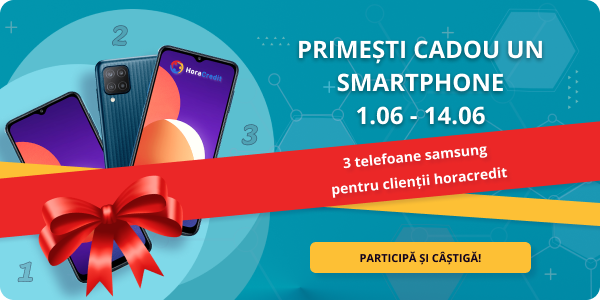 2
HoraCredit
3
1
PRIMEȘTI CADOU UN
SMARTPHONE
1.06 - 14.06
3 telefoane samsung
pentru clienții horacredit
PARTICIPĂ ȘI CÂȘTIGĂ!